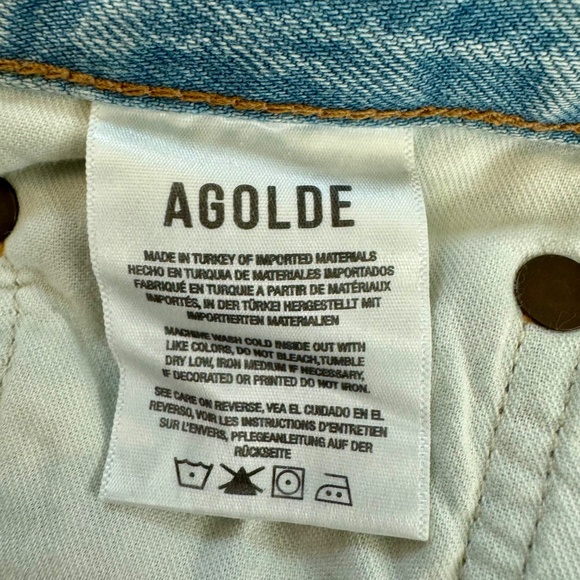 AGOLDE
MADE IN TURKEY OF IMPORTED MATERIALS
HECHO EN TURQUIA DE MATERIALES IMPORTADOS
FABRIQUÉ EN TURQUIE A PARTIR DE MATÉRIAUX
IMPORTÉS, IN DER TÜRKEI HERGESTELLT MIT
IMPORTIERTEN MATERIALIEN
MACHINE WASH COLD INSIDE OUT WITH
LIKE COLORS, DO NOT BLEACH,TUMBLE
DRY LOW, IRON MEDIUM IF NECESSARY,
IF DECORATED OR PRINTED DO NOT IRON.
SEE CARE ON REVERSE, VEA EL CUIDADO EN EL
REVERSO, VOIR LES INSTRUCTIONS D'ENTRETIEN
SUR L'ENVERS, PFLEGEANLEITUNG AUF DER
RÜCKSEITE